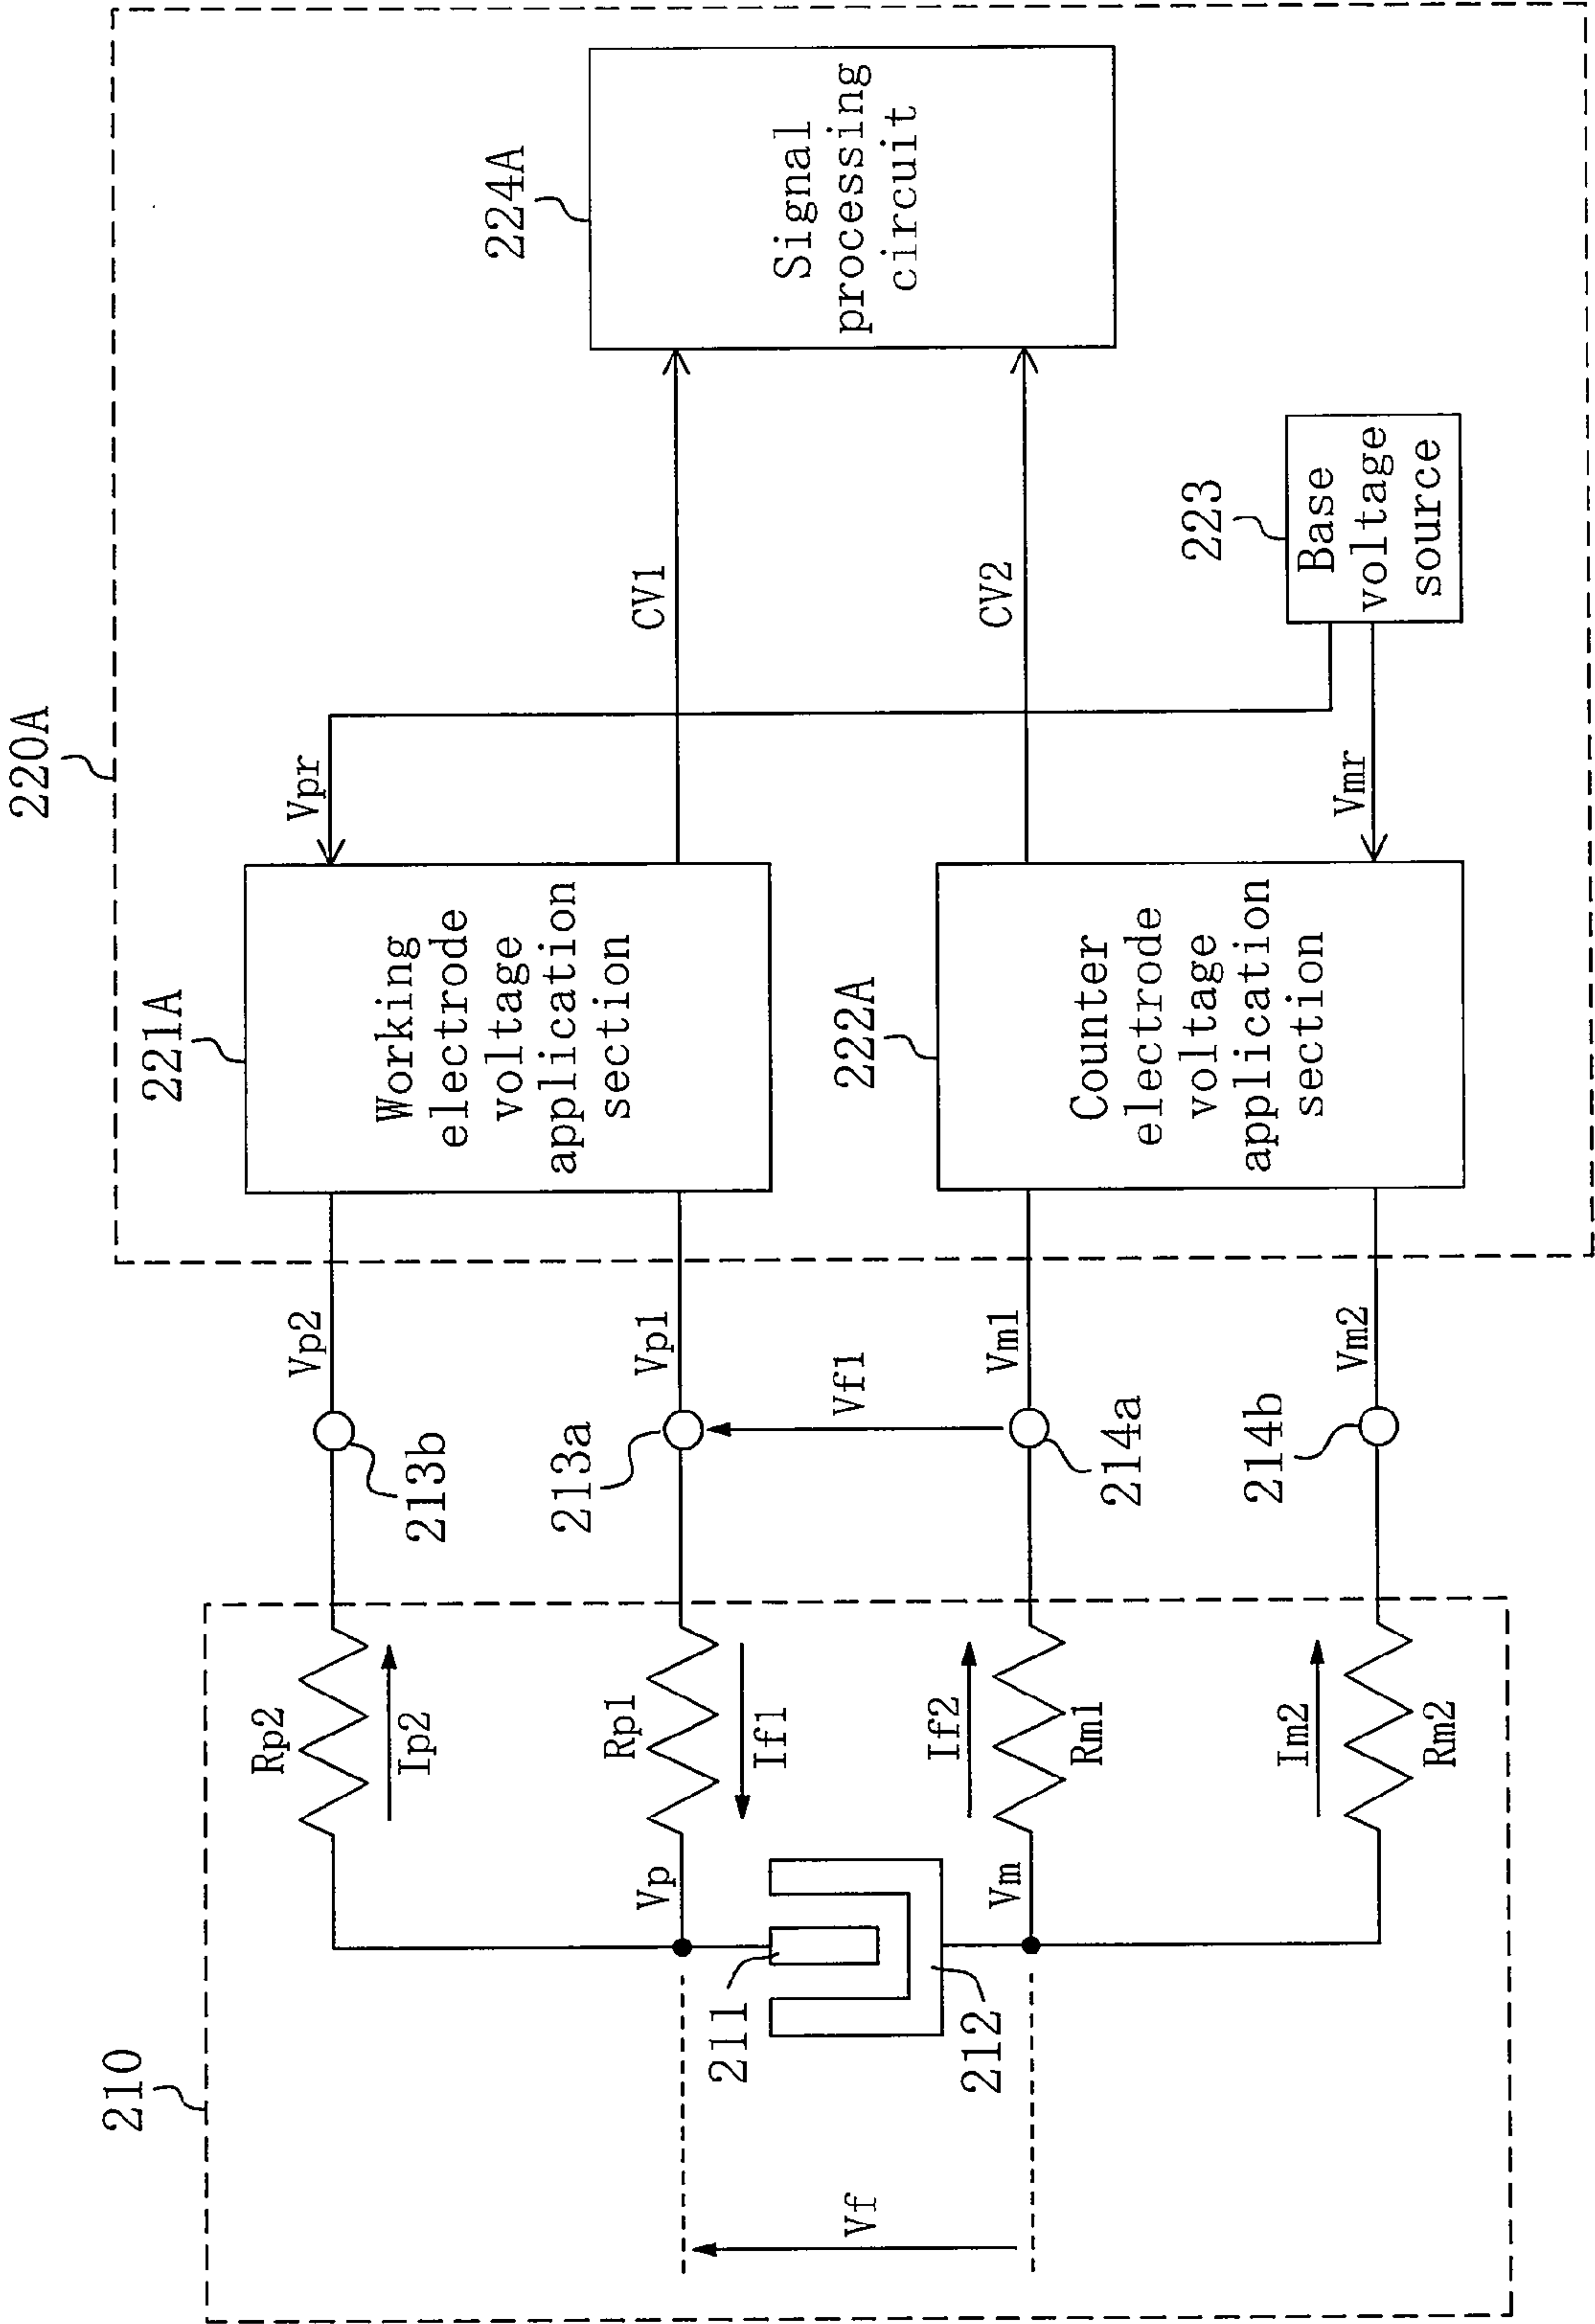 210
220A
Rp2
Ip2
Vp2
213b
Vpr
221A
Working
electrode
voltage
application
section
224A
Signal
processing
circuit
Vp
Rp1
If1
Vp1
213a
CV1
Vf
211
212
Vf1
Vm
If2
Rm1
Vm1
214a
CV2
222A
Counter
electrode
voltage
application
section
223
Base
voltage
source
Vmr
Im2
Rm2
Vm2
214b